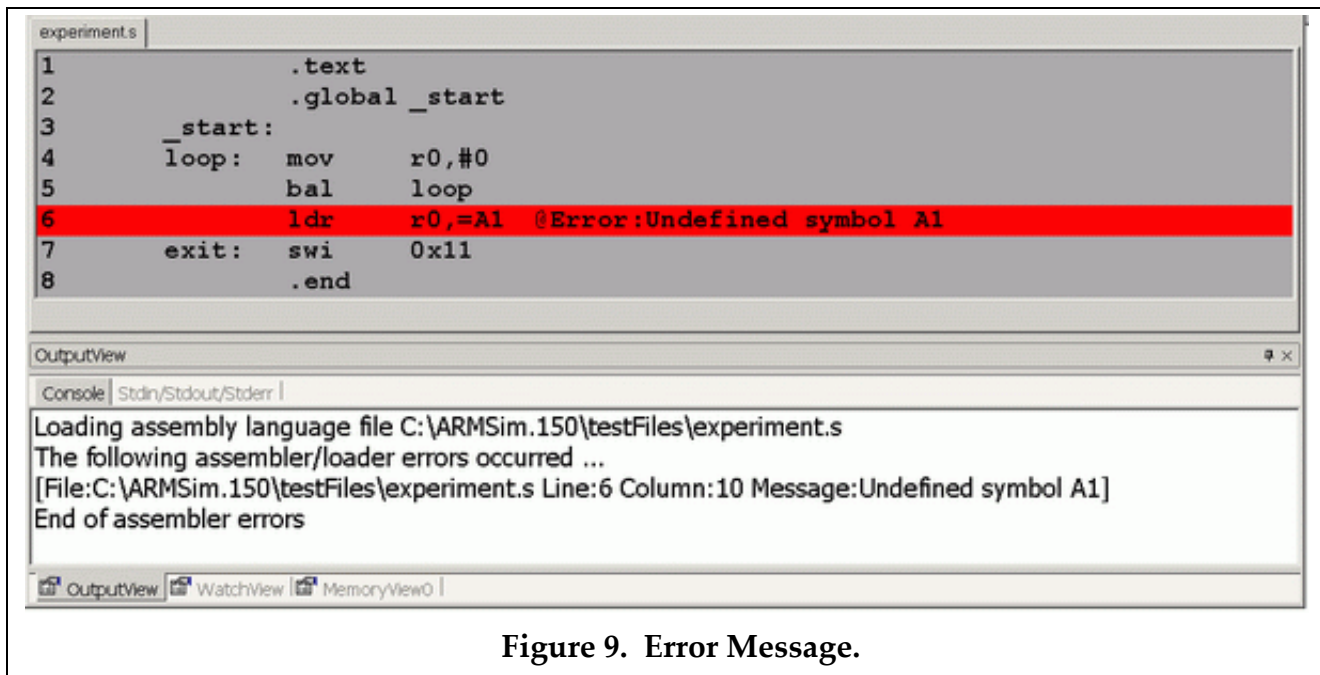 experiment.s
1 .text
2 .global _start
3 _start:
4 loop: mov r0,#0
5 bal loop
6 ldr r0,=A1 @Error:Undefined symbol A1
7 exit: swi 0x11
8 .end
OutputView
Console Stdin/Stdout/Stderr
Loading assembly language file C:\ARMSim.150\testFiles\experiment.s
The following assembler/loader errors occurred ...
[File:C:\ARMSim.150\testFiles\experiment.s Line:6 Column:10 Message:Undefined symbol A1]
End of assembler errors
OutputView WatchView MemoryView0
Figure 9. Error Message.